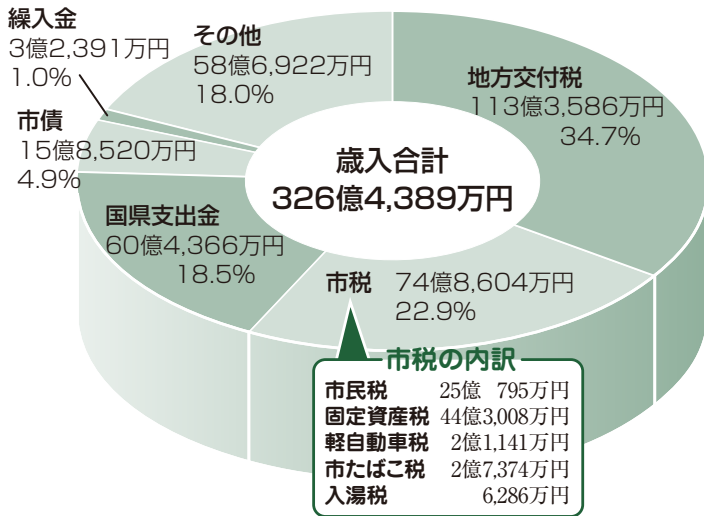 繰入金
3億2,391万円
1.0%
その他
58億6,922万円
18.0%
地方交付税
113億3,586万円
34.7%
市債
15億8,520万円
4.9%
歳入合計
326億4,389万円
国県支出金
60億4,366万円
18.5%
市税 74億8,604万円
22.9%
市税の内訳
市民税 25億 795万円
固定資産税 44億3,008万円
軽自動車税 2億1,141万円
市たばこ税 2億7,374万円
入湯税 6,286万円